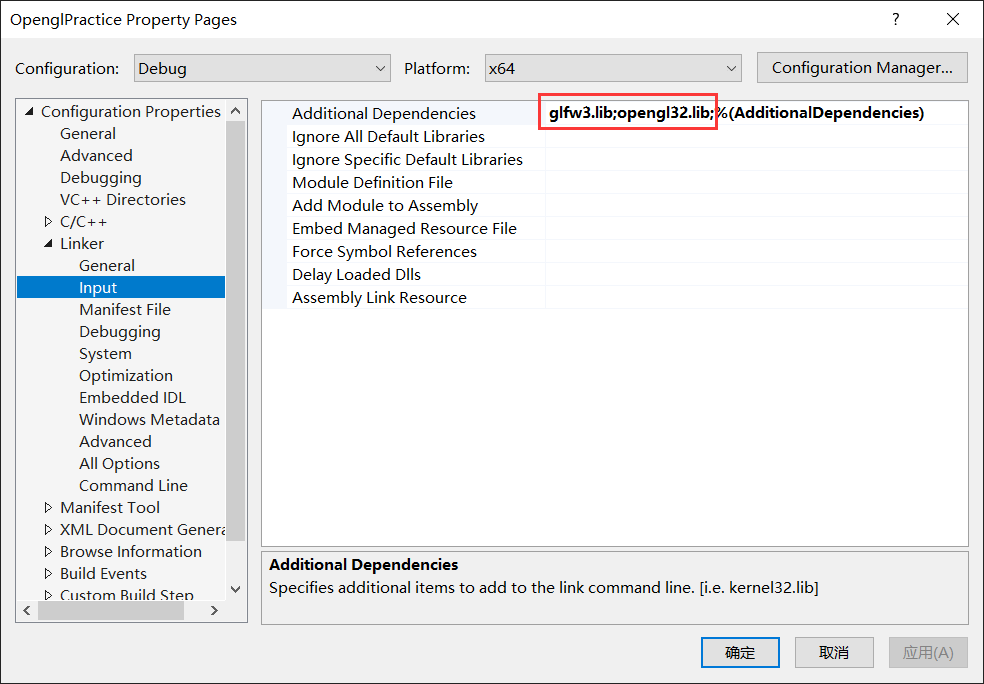 OpenglPractice Property Pages
?
Configuration: Debug Platform: x64 Configuration Manager...
Configuration Properties
General
Advanced
Debugging
VC++ Directories
C/C++
Linker
General
Input
Manifest File
Debugging
System
Optimization
Embedded IDL
Windows Metadata
Advanced
All Options
Command Line
Manifest Tool
XML Document Genera
Browse Information
Build Events
Custom Build Step
Additional Dependencies glfw3.lib;opengl32.lib;%(AdditionalDependencies)
Ignore All Default Libraries
Ignore Specific Default Libraries
Module Definition File
Add Module to Assembly
Embed Managed Resource File
Force Symbol References
Delay Loaded Dlls
Assembly Link Resource
Additional Dependencies
Specifies additional items to add to the link command line. [i.e. kernel32.lib]
确定 取消 应用(A)